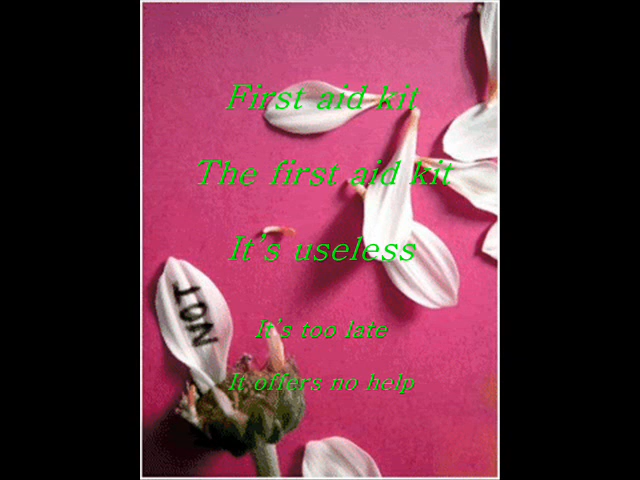 First aid kit
The first aid kit
It's useless
It's too late
It offers no help
NOT